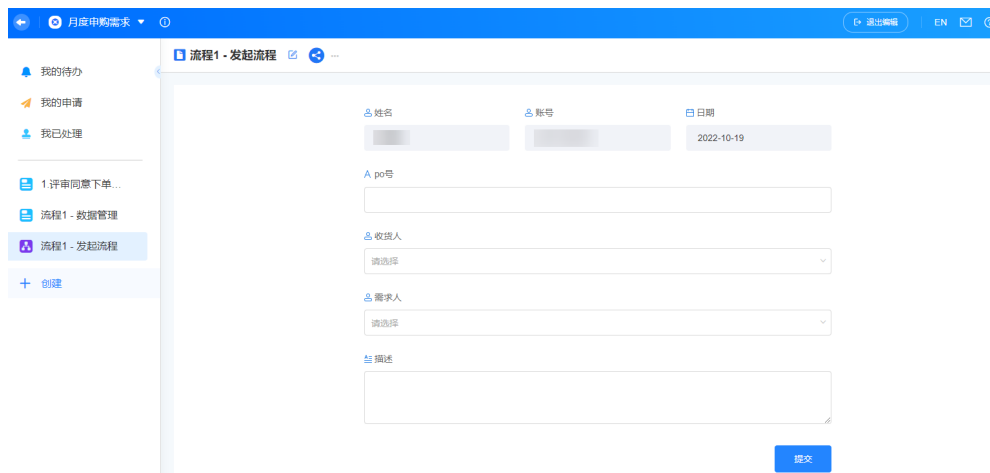 月度申购需求
退出编辑
EN
我的待办
我的申请
我已处理
1.评审同意下单...
流程1 - 数据管理
流程1 - 发起流程
创建
流程1 - 发起流程
姓名
账号
日期
2022-10-19
po号
收货人
请选择
需求人
请选择
描述
提交